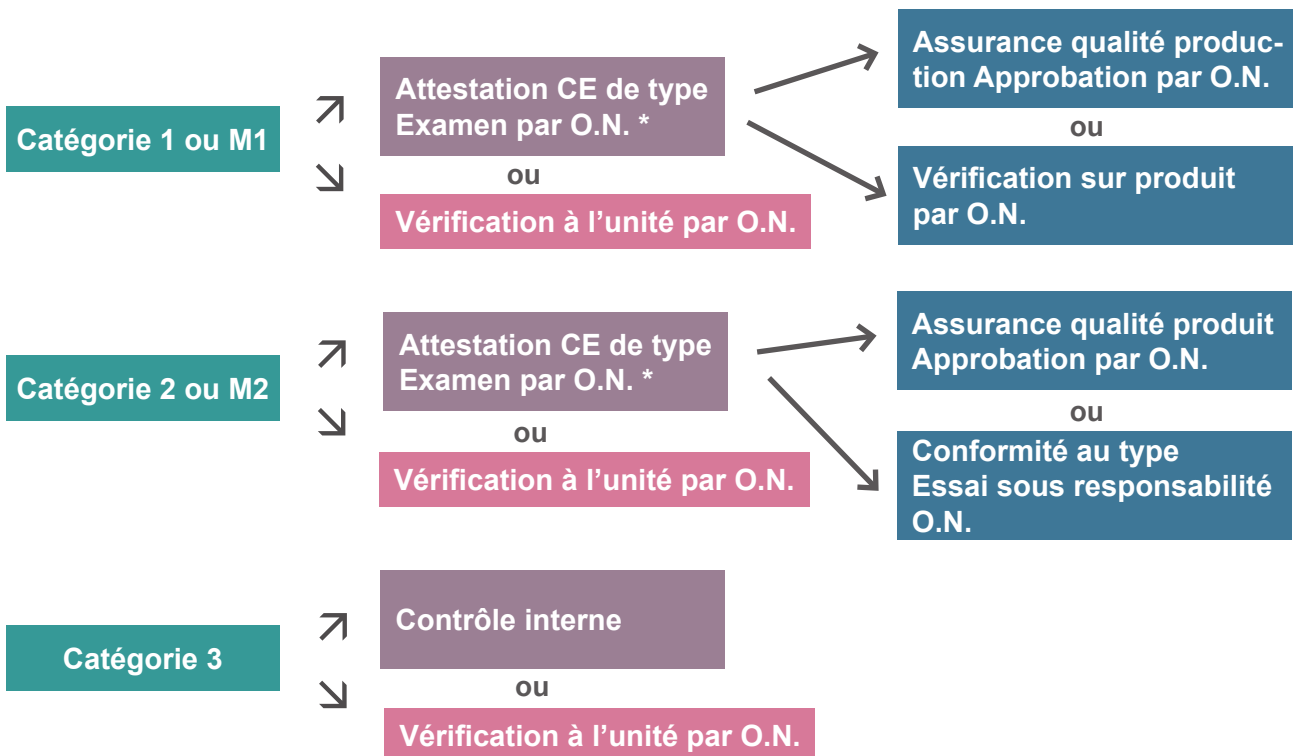 Catégorie 1 ou M1
Attestation CE de type
Examen par O.N. *
ou
Vérification à l'unité par O.N.
Assurance qualité produc-
tion Approbation par O.N.
ou
Vérification sur produit
par O.N.
Catégorie 2 ou M2
Attestation CE de type
Examen par O.N. *
ou
Vérification à l'unité par O.N.
Assurance qualité produit
Approbation par O.N.
ou
Conformité au type
Essai sous responsabilité
O.N.
Catégorie 3
Contrôle interne
ou
Vérification à l'unité par O.N.